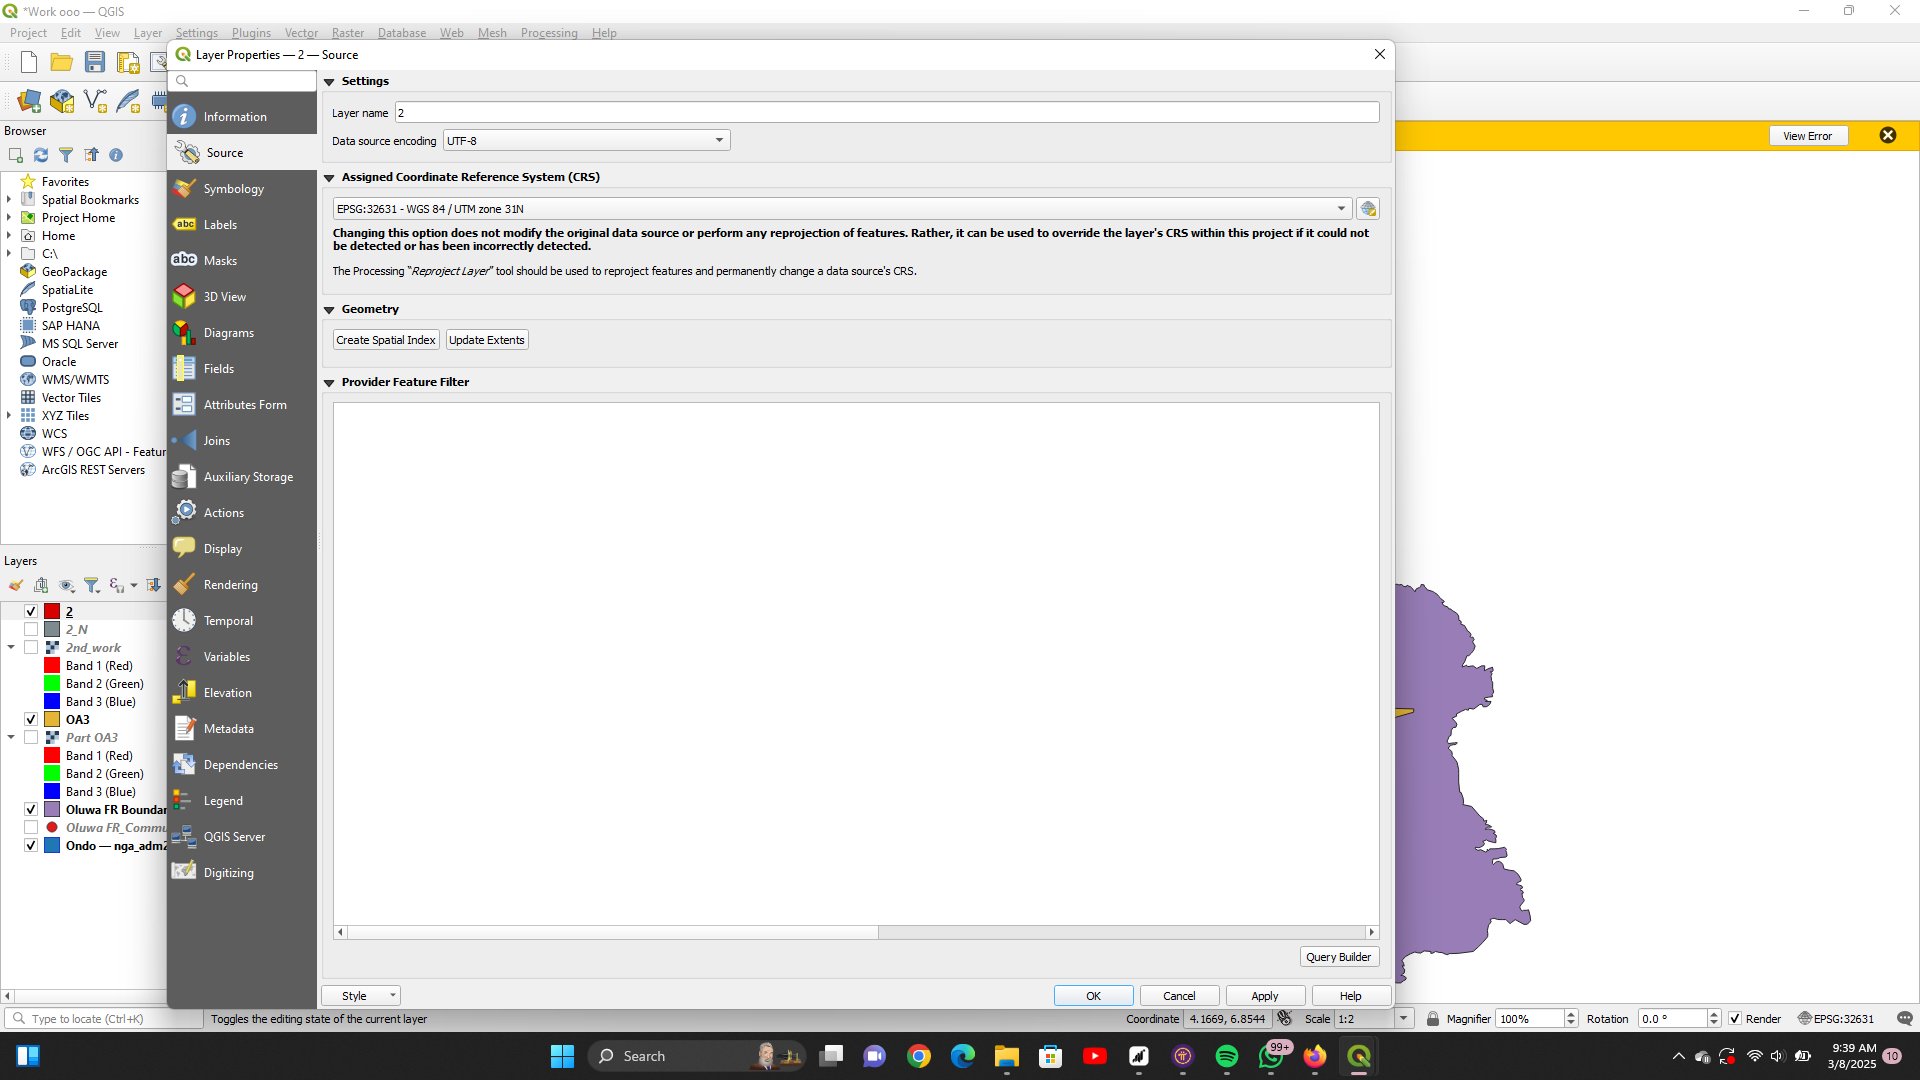 *Work ooo — QGIS
Project Edit View Layer Settings Plugins Vector Raster Database Web Mesh Processing Help
Layer Properties — 2 — Source
Information
Source
Symbology
Labels
Masks
3D View
Diagrams
Fields
Attributes Form
Joins
Auxiliary Storage
Actions
Display
Rendering
Temporal
Variables
Elevation
Metadata
Dependencies
Legend
QGIS Server
Digitizing
Settings
Layer name 2
Data source encoding UTF-8
Assigned Coordinate Reference System (CRS)
EPSG:32631 - WGS 84 / UTM zone 31N
Changing this option does not modify the original data source or perform any reprojection of features. Rather, it can be used to override the layer's CRS within this project if it could not
be detected or has been incorrectly detected.
The Processing “Reproject Layer” tool should be used to reproject features and permanently change a data source's CRS.
Geometry
Create Spatial Index Update Extents
Provider Feature Filter
Query Builder
Style OK Cancel Apply Help
View Error
Browser
Favorites
Spatial Bookmarks
Project Home
Home
C:\
GeoPackage
SpatiaLite
PostgreSQL
SAP HANA
MS SQL Server
Oracle
WMS/WMTS
Vector Tiles
XYZ Tiles
WCS
WFS / OGC API - Featur
ArcGIS REST Servers
Layers
2
2_N
2nd_work
Band 1 (Red)
Band 2 (Green)
Band 3 (Blue)
OA3
Part OA3
Band 1 (Red)
Band 2 (Green)
Band 3 (Blue)
Oluwa FR Boundar
Oluwa FR_Commu
Ondo — nga_adm2
Type to locate (Ctrl+K) Toggles the editing state of the current layer Coordinate 4.1669, 6.8544 Scale 1:2 Magnifier 100% Rotation 0.0 ° Render EPSG:32631
Search
99+
9:39 AM
3/8/2025
10